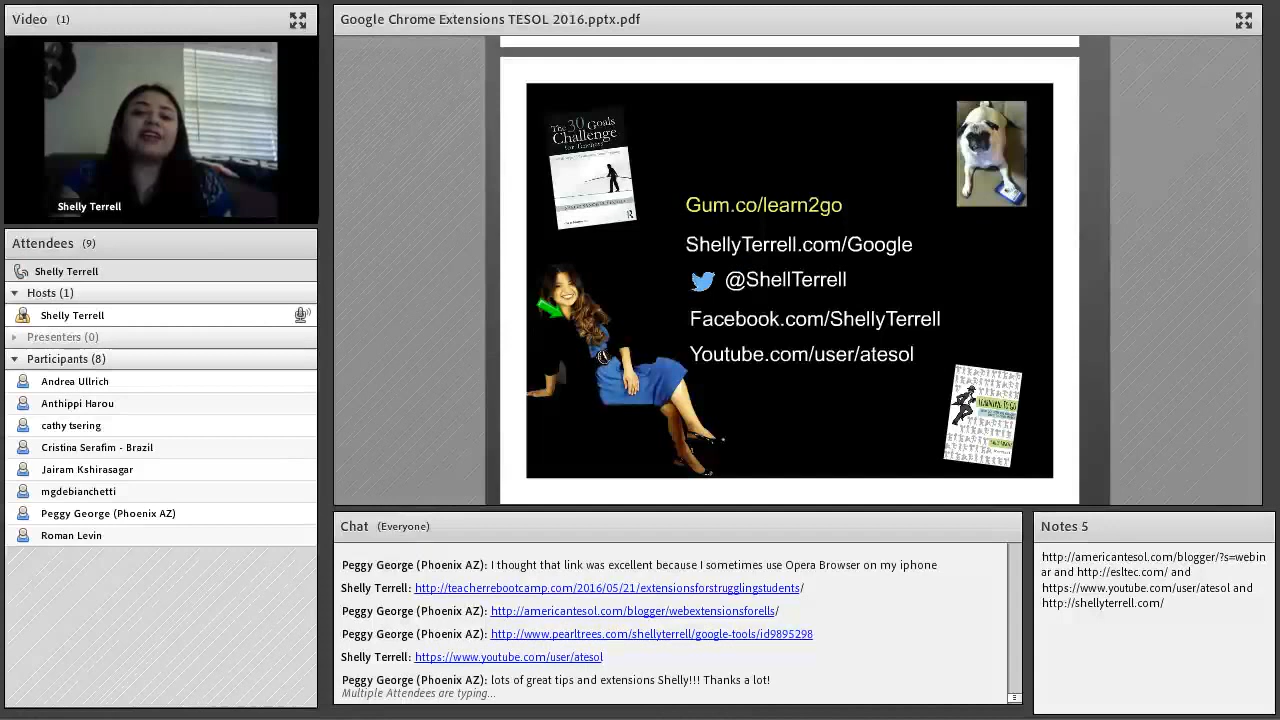 Video (1)
Shelly Terrell
Attendees (9)
Shelly Terrell
Hosts (1)
Shelly Terrell
Presenters (0)
Participants (8)
Andrea Ullrich
Anthippi Harou
cathy tsering
Cristina Serafim - Brazil
Jairam Kshirasagar
mgdebianchetti
Peggy George (Phoenix AZ)
Roman Levin
Google Chrome Extensions TESOL 2016.pptx.pdf
The 30 Goals
Challenge
for Teachers
Gum.co/learn2go
ShellyTerrell.com/Google
@ShellTerrell
Facebook.com/ShellyTerrell
Youtube.com/user/atesol
LEARNING TO GO
Chat (Everyone)
Peggy George (Phoenix AZ): I thought that link was excellent because I sometimes use Opera Browser on my iphone
Shelly Terrell: http://teacherrebootcamp.com/2016/05/21/extensionsforstrugglingstudents/
Peggy George (Phoenix AZ): http://americantesol.com/blogger/webextensionsforells/
Peggy George (Phoenix AZ): http://www.pearltrees.com/shellyterrell/google-tools/id9895298
Shelly Terrell: https://www.youtube.com/user/atesol
Peggy George (Phoenix AZ): lots of great tips and extensions Shelly!!! Thanks a lot!
Multiple Attendees are typing...
Notes 5
http://americantesol.com/blogger/?s=webin
ar and http://esltec.com/ and
https://www.youtube.com/user/atesol and
http://shellyterrell.com/